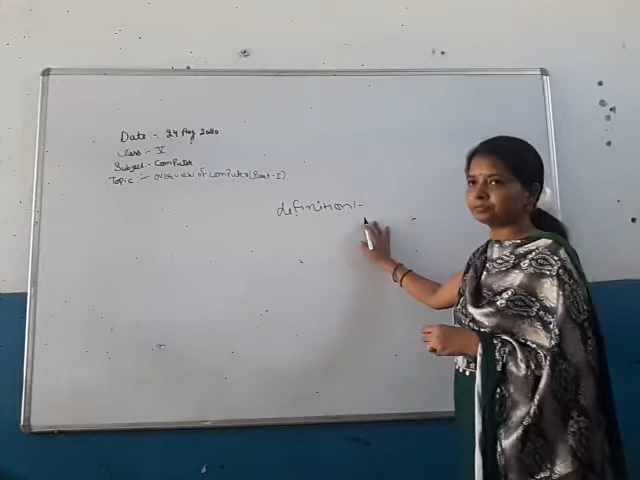 Date :- 24 Aug 2020
Class :- V
Subject :- Computer
Topic :- overview of computer (Part-I)
definition :-